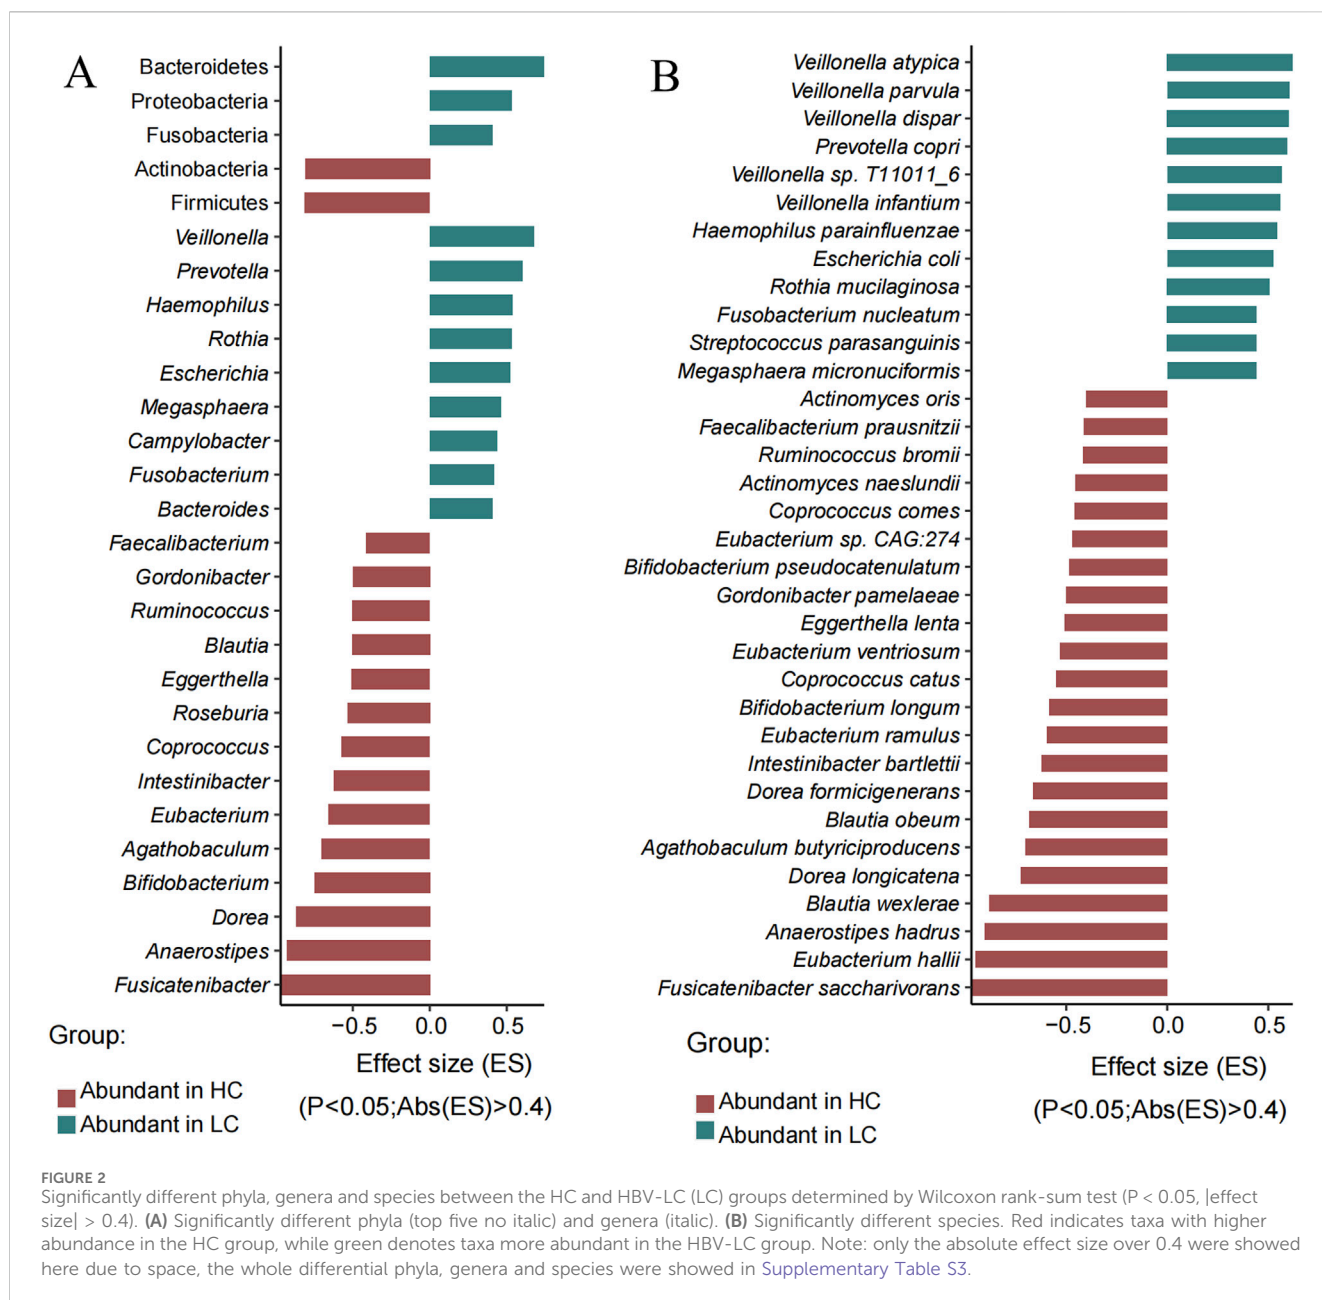 A
Bacteroidetes
Proteobacteria
Fusobacteria
Actinobacteria
Firmicutes
Veillonella
Prevotella
Haemophilus
Rothia
Escherichia
Megasphaera
Campylobacter
Fusobacterium
Bacteroides
Faecalibacterium
Gordonibacter
Ruminococcus
Blautia
Eggerthella
Roseburia
Coprococcus
Intestinibacter
Eubacterium
Agathobaculum
Bifidobacterium
Dorea
Anaerostipes
Fusicatenibacter
−0.5 0.0 0.5
Group:
Effect size (ES)
Abundant in HC
Abundant in LC
(P<0.05;Abs(ES)>0.4)
B
Veillonella atypica
Veillonella parvula
Veillonella dispar
Prevotella copri
Veillonella sp. T11011_6
Veillonella infantium
Haemophilus parainfluenzae
Escherichia coli
Rothia mucilaginosa
Fusobacterium nucleatum
Streptococcus parasanguinis
Megasphaera micronuciformis
Actinomyces oris
Faecalibacterium prausnitzii
Ruminococcus bromii
Actinomyces naeslundii
Coprococcus comes
Eubacterium sp. CAG:274
Bifidobacterium pseudocatenulatum
Gordonibacter pamelaeae
Eggerthella lenta
Eubacterium ventriosum
Coprococcus catus
Bifidobacterium longum
Eubacterium ramulus
Intestinibacter bartlettii
Dorea formicigenerans
Blautia obeum
Agathobaculum butyriciproducens
Dorea longicatena
Blautia wexlerae
Anaerostipes hadrus
Eubacterium hallii
Fusicatenibacter saccharivorans
−0.5 0.0 0.5
Group:
Effect size (ES)
Abundant in HC
Abundant in LC
(P<0.05;Abs(ES)>0.4)
FIGURE 2
Significantly different phyla, genera and species between the HC and HBV-LC (LC) groups determined by Wilcoxon rank-sum test (P < 0.05, |effect
size| > 0.4). (A) Significantly different phyla (top five no italic) and genera (italic). (B) Significantly different species. Red indicates taxa with higher
abundance in the HC group, while green denotes taxa more abundant in the HBV-LC group. Note: only the absolute effect size over 0.4 were showed
here due to space, the whole differential phyla, genera and species were showed in Supplementary Table S3.